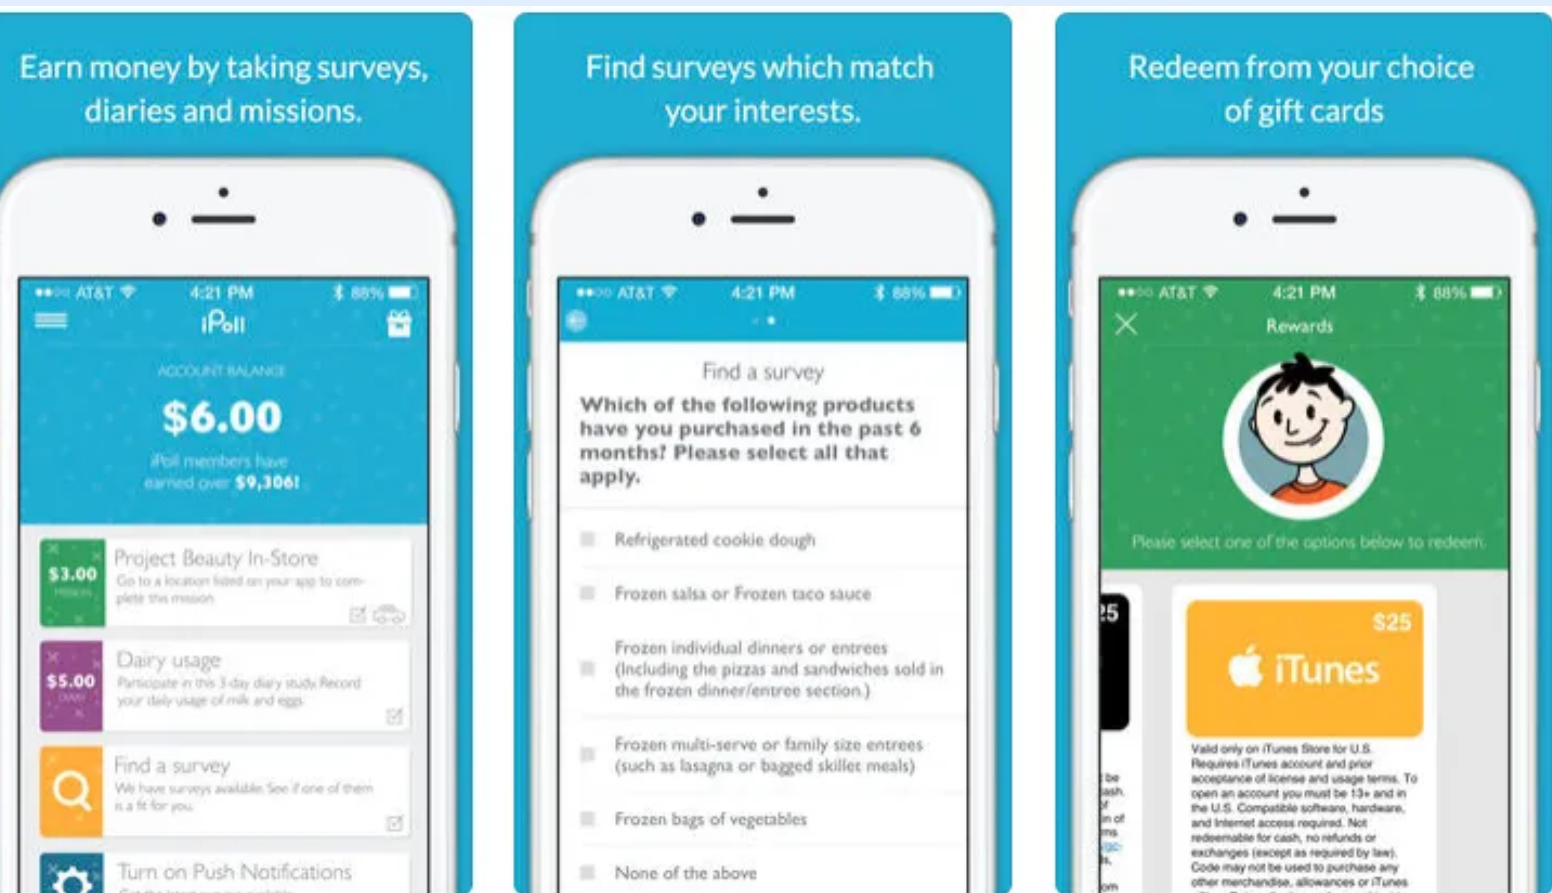 Earn money by taking surveys,
diaries and missions.
AT&T
4:21 PM
88%
iPoll
ACCOUNT BALANCE
$6.00
iPoll members have
earned over $9,306!
$3.00
MISSION
Project Beauty In-Store
Go to a location listed on your app to com-
plete this mission
$5.00
DIARY
Dairy usage
Participate in this 3-day diary study. Record
your daily usage of milk and eggs.
Find a survey
We have surveys available. See if one of them
is a fit for you.
Turn on Push Notifications
Find surveys which match
your interests.
AT&T
4:21 PM
88%
Find a survey
Which of the following products
have you purchased in the past 6
months? Please select all that
apply.
Refrigerated cookie dough
Frozen salsa or Frozen taco sauce
Frozen individual dinners or entrees
(Including the pizzas and sandwiches sold in
the frozen dinner/entree section.)
Frozen multi-serve or family size entrees
(such as lasagna or bagged skillet meals)
Frozen bags of vegetables
None of the above
Redeem from your choice
of gift cards
AT&T
4:21 PM
88%
Rewards
Please select one of the options below to redeem.
25
$25
iTunes
Valid only on iTunes Store for U.S.
Requires iTunes account and prior
acceptance of license and usage terms. To
open an account you must be 13+ and in
the U.S. Compatible software, hardware,
and Internet access required. Not
redeemable for cash, no refunds or
exchanges (except as required by law).
Code may not be used to purchase any
other merchandise, allowances or iTunes